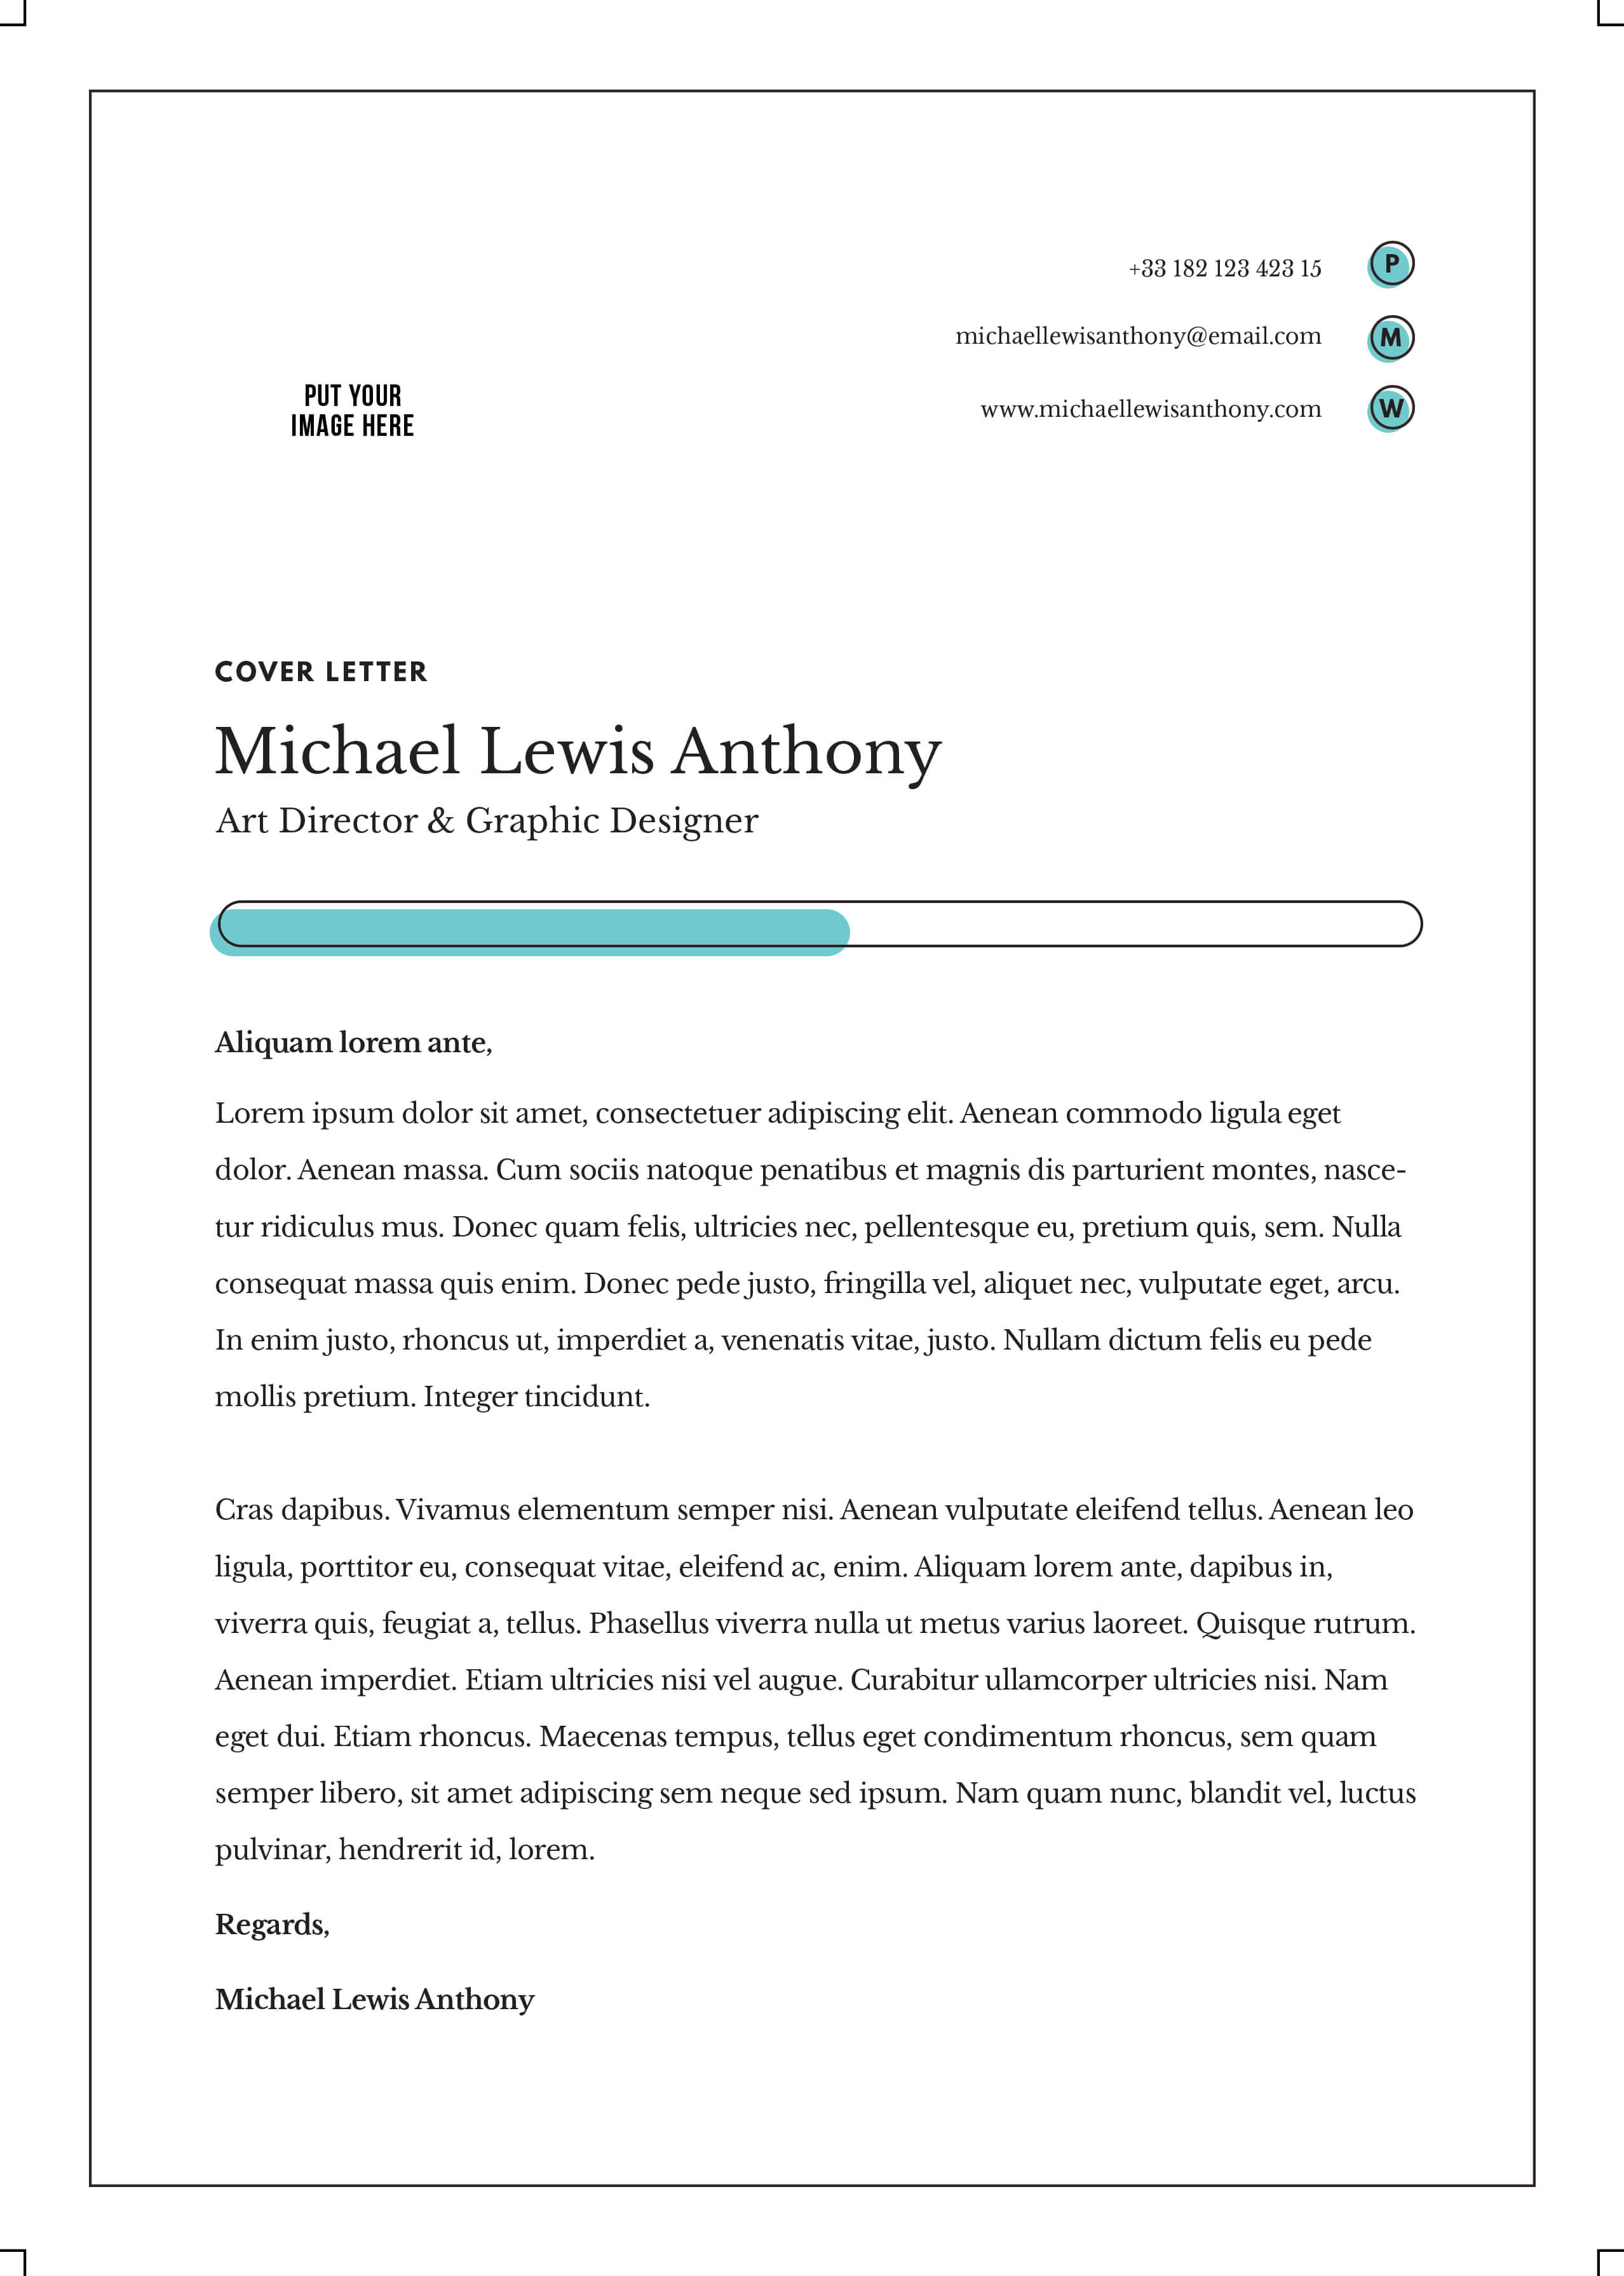 +33 182 123 423 15 P
michaellewisanthony@email.com M
www.michaellewisanthony.com W
PUT YOUR
IMAGE HERE
COVER LETTER
Michael Lewis Anthony
Art Director & Graphic Designer
Aliquam lorem ante,
Lorem ipsum dolor sit amet, consectetuer adipiscing elit. Aenean commodo ligula eget
dolor. Aenean massa. Cum sociis natoque penatibus et magnis dis parturient montes, nasce-
tur ridiculus mus. Donec quam felis, ultricies nec, pellentesque eu, pretium quis, sem. Nulla
consequat massa quis enim. Donec pede justo, fringilla vel, aliquet nec, vulputate eget, arcu.
In enim justo, rhoncus ut, imperdiet a, venenatis vitae, justo. Nullam dictum felis eu pede
mollis pretium. Integer tincidunt.
Cras dapibus. Vivamus elementum semper nisi. Aenean vulputate eleifend tellus. Aenean leo
ligula, porttitor eu, consequat vitae, eleifend ac, enim. Aliquam lorem ante, dapibus in,
viverra quis, feugiat a, tellus. Phasellus viverra nulla ut metus varius laoreet. Quisque rutrum.
Aenean imperdiet. Etiam ultricies nisi vel augue. Curabitur ullamcorper ultricies nisi. Nam
eget dui. Etiam rhoncus. Maecenas tempus, tellus eget condimentum rhoncus, sem quam
semper libero, sit amet adipiscing sem neque sed ipsum. Nam quam nunc, blandit vel, luctus
pulvinar, hendrerit id, lorem.
Regards,
Michael Lewis Anthony